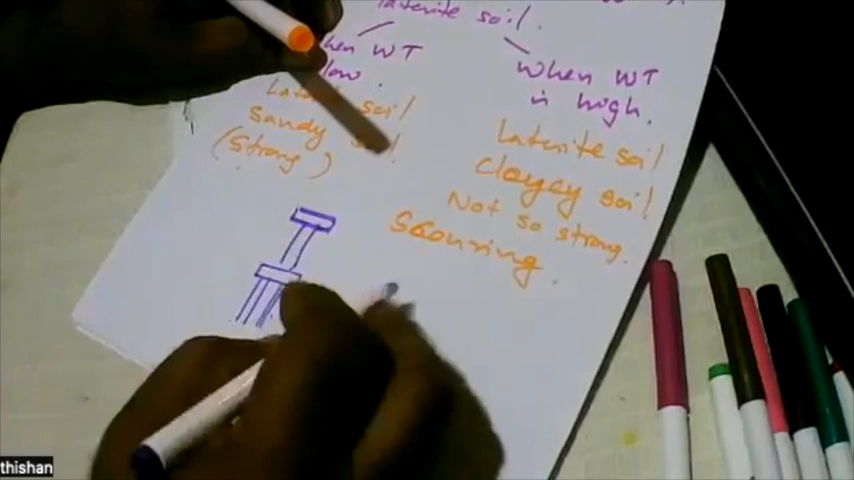 laterite soil.
when WT
low.
soil
Sandy
(Strong)
When WT
is high.
Laterite soil
Clayey soil
Not so strong.
Scouring.
thishan